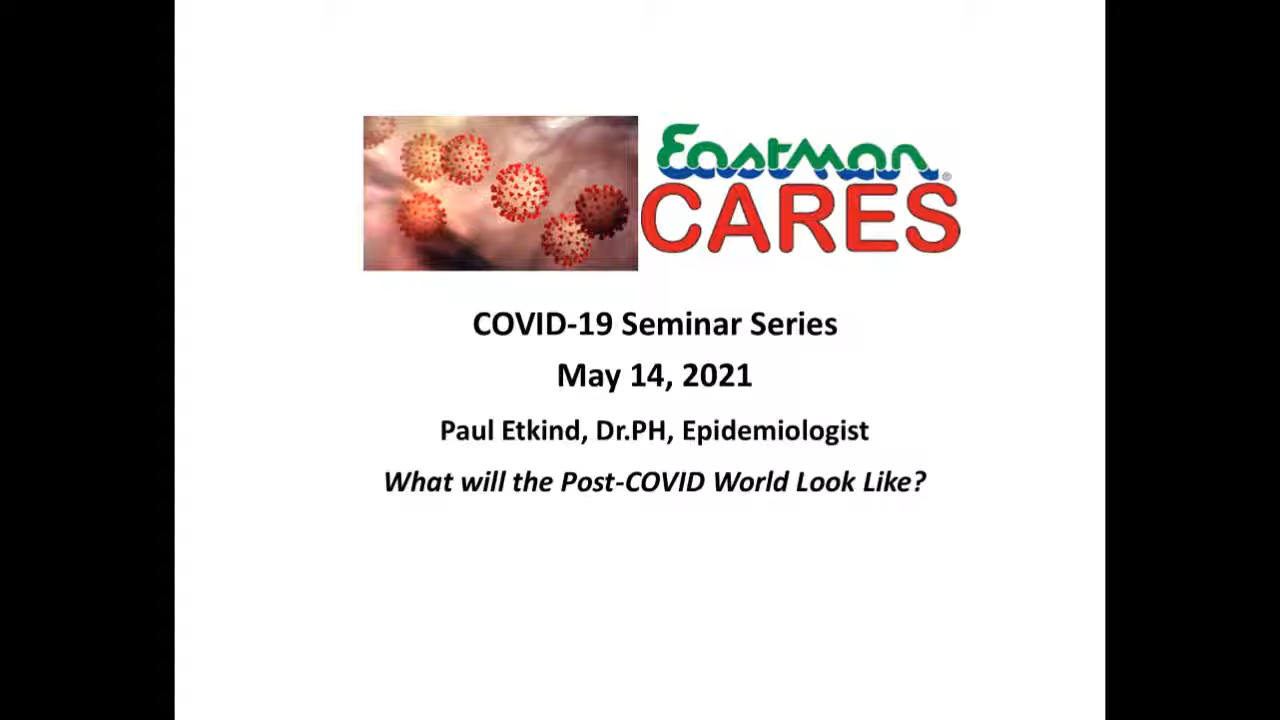 Eastman®
CARES
COVID-19 Seminar Series
May 14, 2021
Paul Etkind, Dr.PH, Epidemiologist
What will the Post-COVID World Look Like?